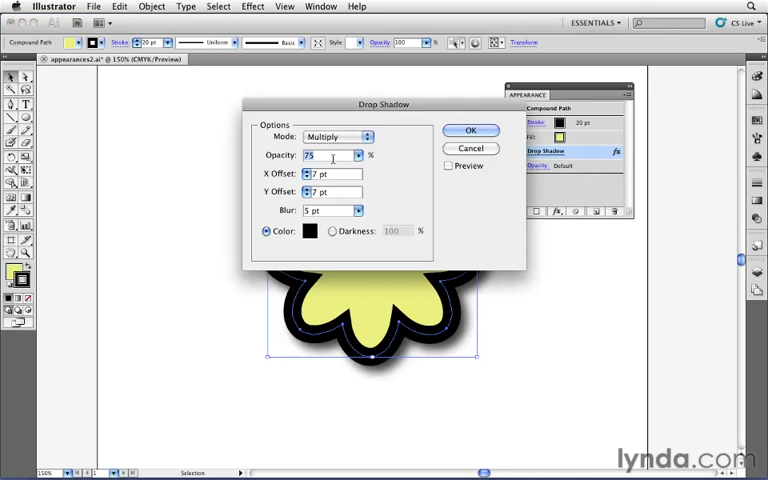 Illustrator File Edit Object Type Select Effect View Window Help
ESSENTIALS CS Live
Compound Path Stroke 20 pt Uniform Basic Style: Opacity: 100 % Transform
appearances2.ai* @ 150% (CMYK/Preview)
Drop Shadow
Options
Mode: Multiply
Opacity: 75 %
X Offset: 7 pt
Y Offset: 7 pt
Blur: 5 pt
Color: Darkness: 100 %
OK
Cancel
Preview
APPEARANCE
Compound Path
Stroke: 20 pt
Fill:
Drop Shadow fx
Opacity: Default
fx
150% 1 Selection
lynda.com